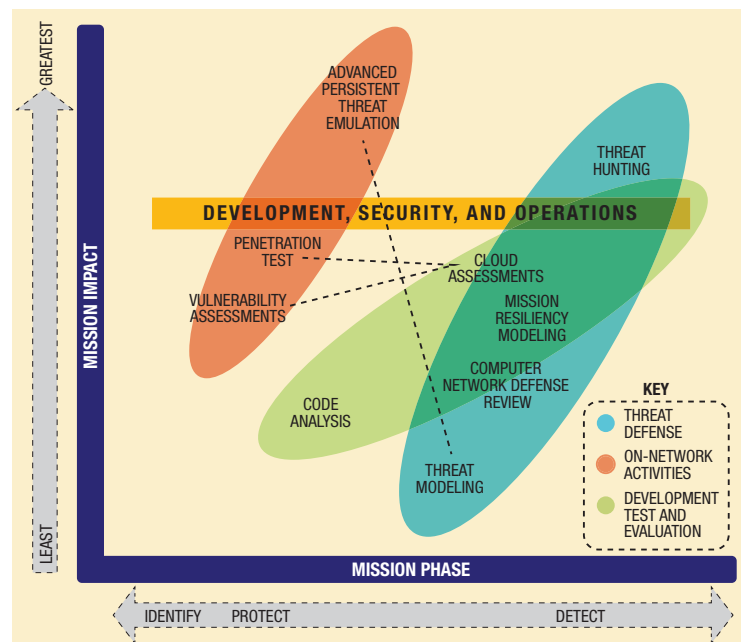 GREATEST
LEAST
MISSION IMPACT
ADVANCED
PERSISTENT
THREAT
EMULATION
THREAT
HUNTING
DEVELOPMENT, SECURITY, AND OPERATIONS
PENETRATION
TEST
CLOUD
ASSESSMENTS
VULNERABILITY
ASSESSMENTS
MISSION
RESILIENCY
MODELING
COMPUTER
NETWORK DEFENSE
REVIEW
CODE
ANALYSIS
THREAT
MODELING
KEY
THREAT
DEFENSE
ON-NETWORK
ACTIVITIES
DEVELOPMENT
TEST AND
EVALUATION
MISSION PHASE
IDENTIFY
PROTECT
DETECT